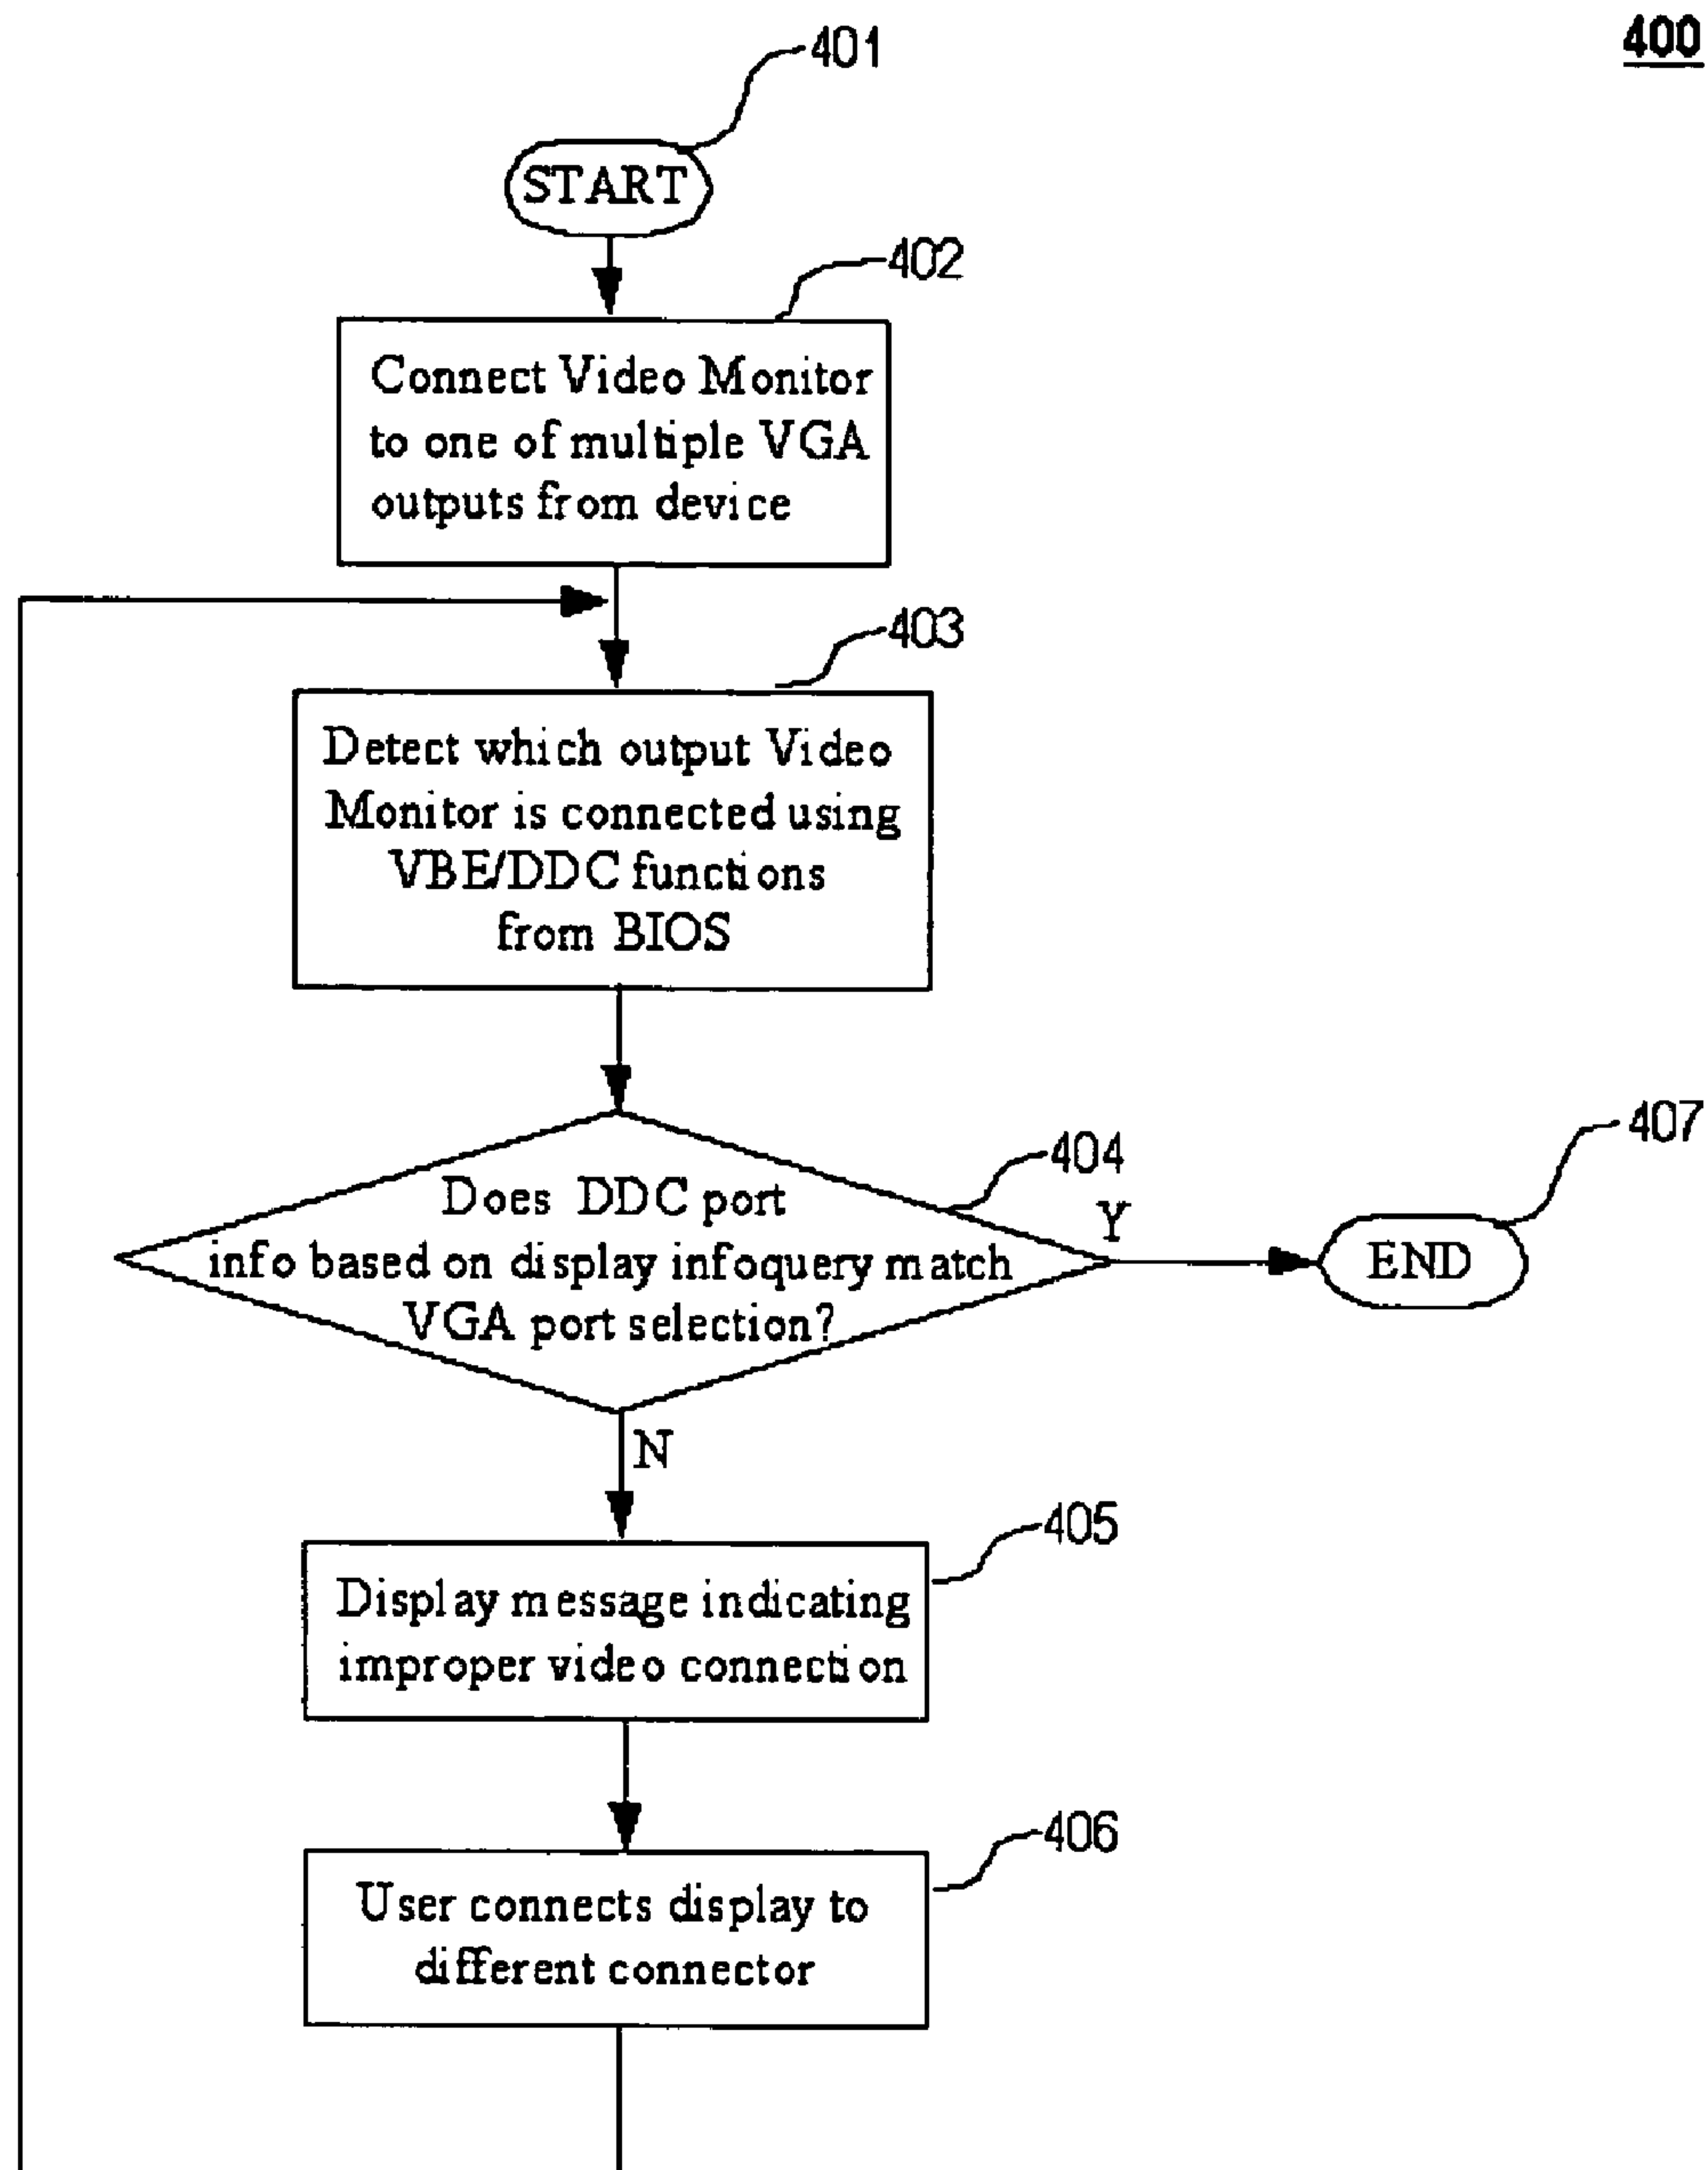 400
401
START
402
Connect Video Monitor
to one of multiple VGA
outputs from device
403
Detect which output Video
Monitor is connected using
VBE/DDC functions
from BIOS
404
Does DDC port
info based on display infoquery match
VGA port selection?
Y
407
END
N
405
Display message indicating
improper video connection
406
User connects display to
different connector